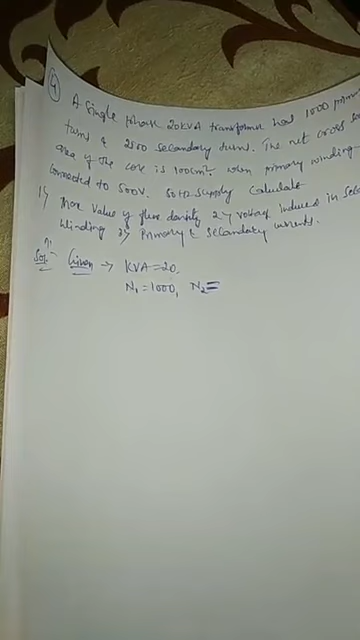 4) A Single phase 20KVA transformer has 1000 primary
turns & 2500 secondary turns. The net cross
area of the core is 100cm². when primary winding
connected to 500V. 50Hz supply Calculate
1) Max Value of flux density 2) voltage induced in
winding 3) Primary & Secondary currents.
Sol:- Given → KVA = 20,
N₁ = 1000, N₂ =